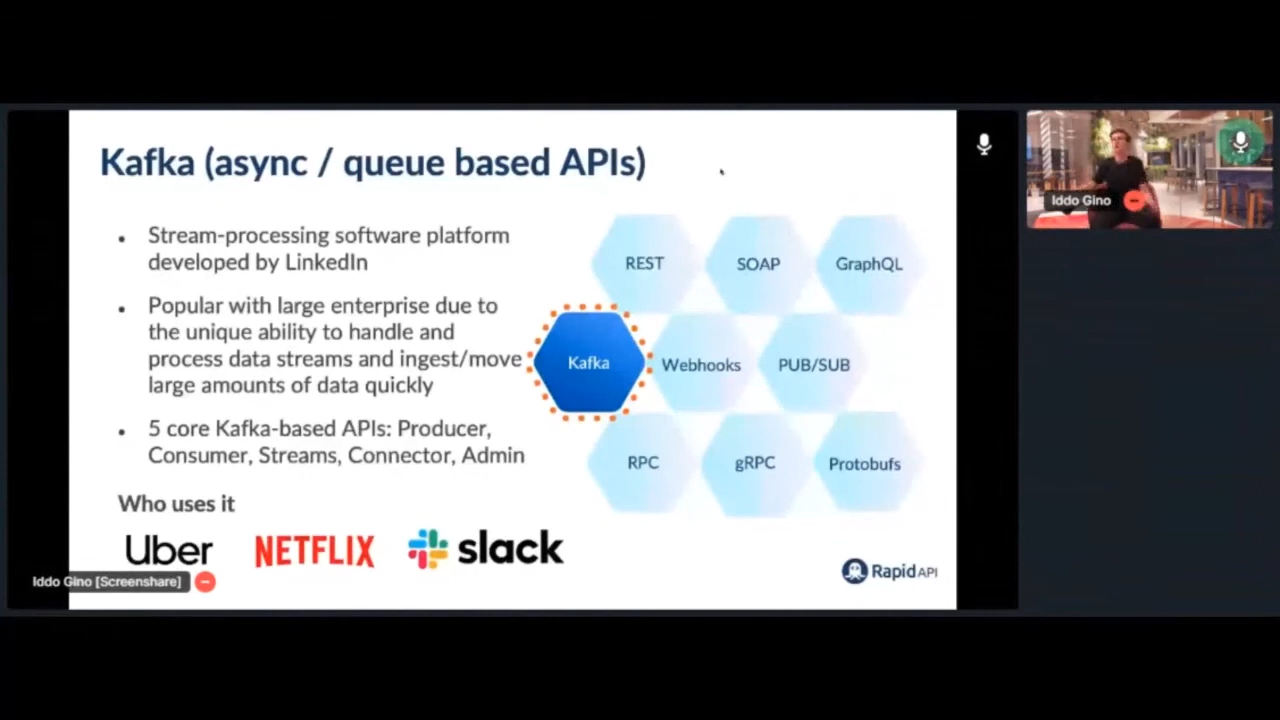 Kafka (async / queue based APIs)
• Stream-processing software platform
developed by LinkedIn
• Popular with large enterprise due to
the unique ability to handle and
process data streams and ingest/move
large amounts of data quickly
• 5 core Kafka-based APIs: Producer,
Consumer, Streams, Connector, Admin
Who uses it
Uber NETFLIX slack
REST SOAP GraphQL
Kafka Webhooks PUB/SUB
RPC gRPC Protobufs
RapidAPI
Iddo Gino [Screenshare]
Iddo Gino